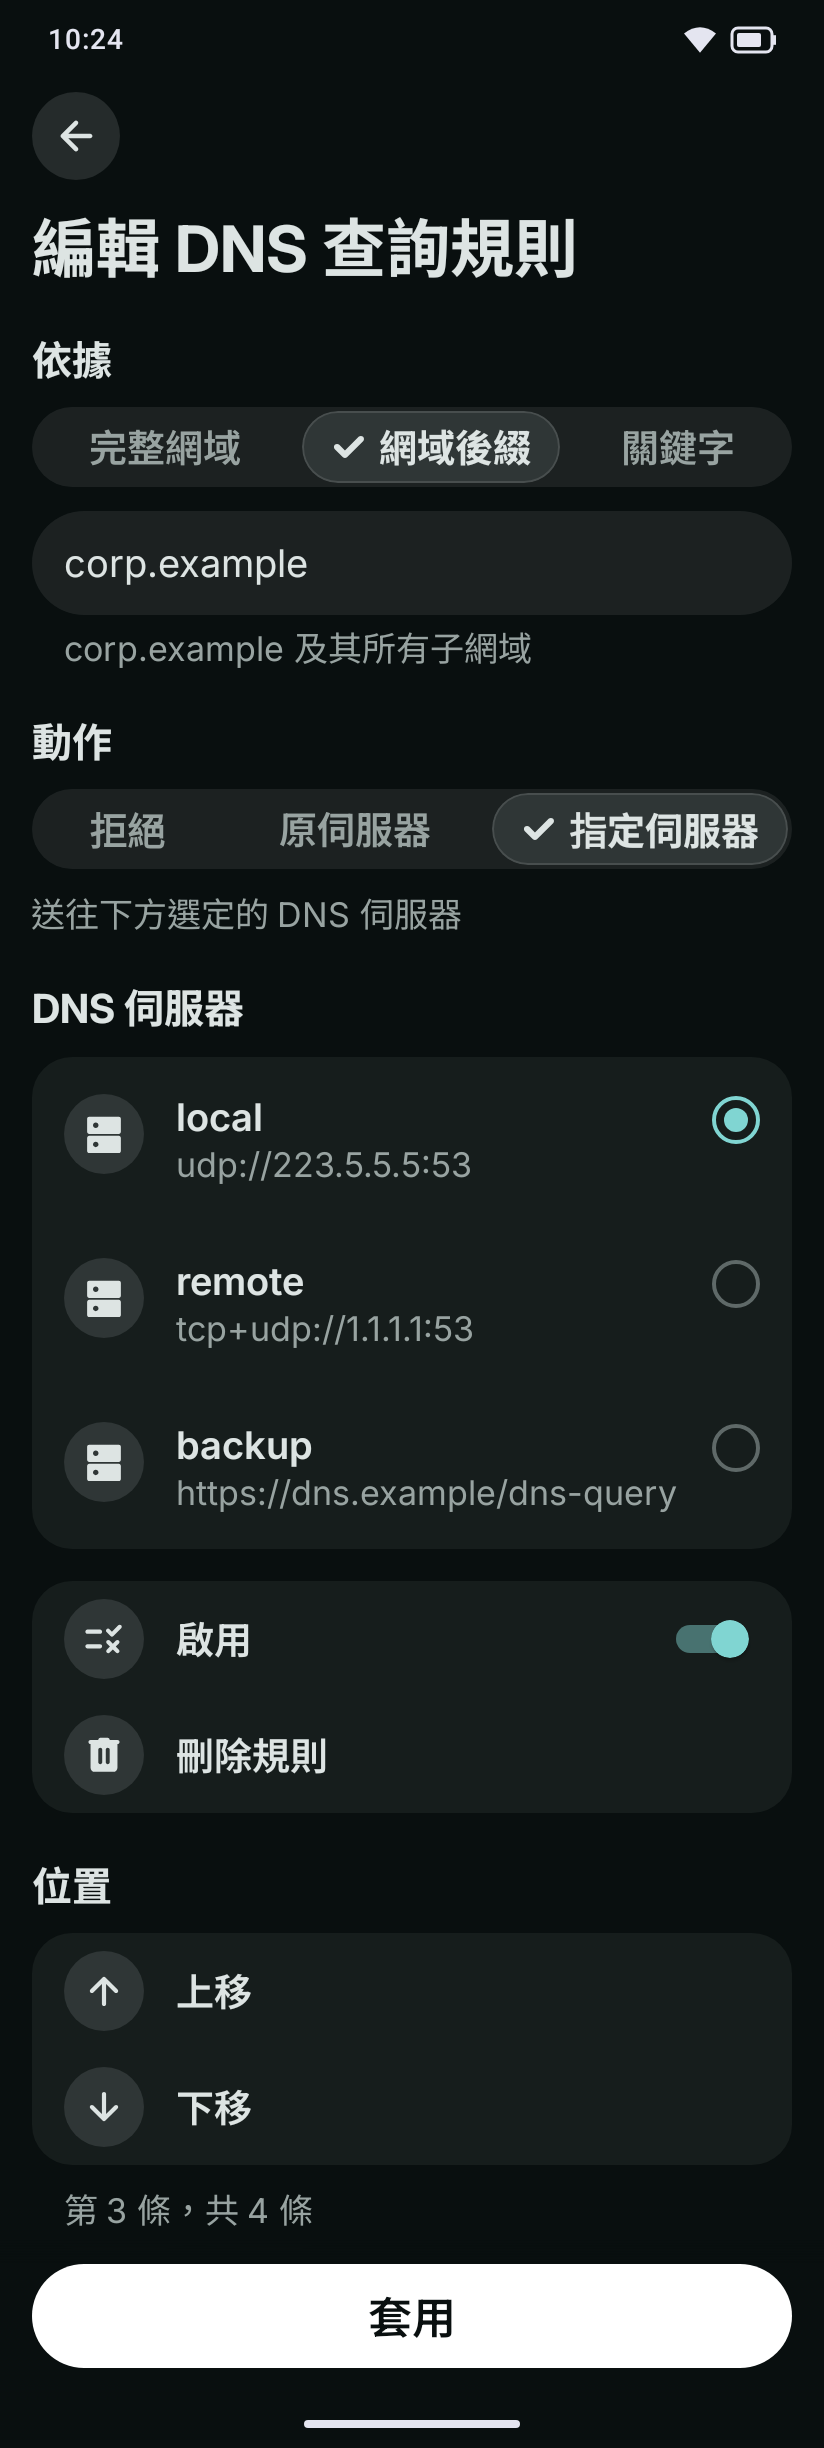 10:24
編輯 DNS 查詢規則
依據
完整網域
網域後綴
關鍵字
corp.example
corp.example 及其所有子網域
動作
拒絕
原伺服器
指定伺服器
送往下方選定的 DNS 伺服器
DNS 伺服器
local
udp://223.5.5.5:53
remote
tcp+udp://1.1.1.1:53
backup
https://dns.example/dns-query
啟用
刪除規則
位置
上移
下移
第 3 條，共 4 條
套用